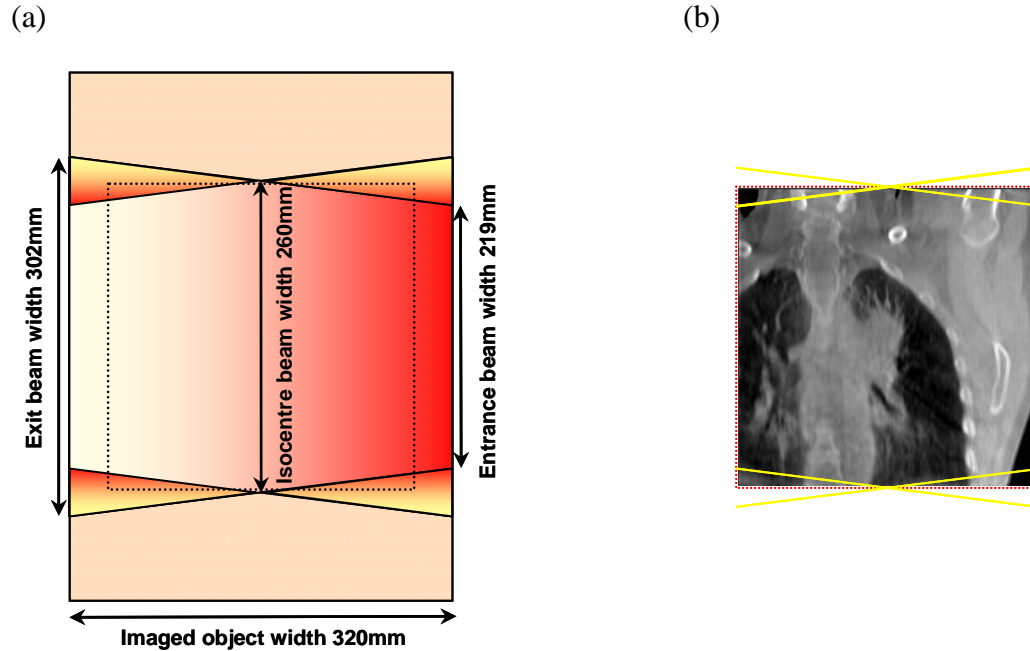 (a)
(b)
Exit beam width 302mm
Isocentre beam width 260mm
Entrance beam width 219mm
Imaged object width 320mm